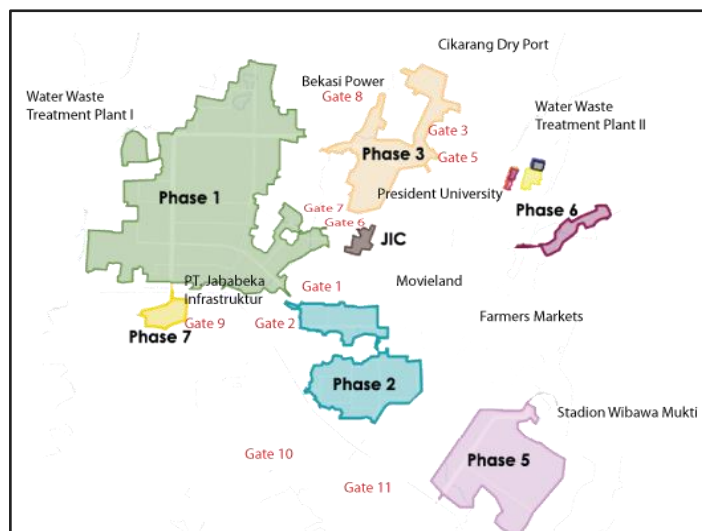 Cikarang Dry Port
Bekasi Power
Gate 8
Water Waste
Treatment Plant I
Water Waste
Treatment Plant II
Gate 3
Phase 3
Gate 5
Phase 1
President University
Phase 6
Gate 7
Gate 6
JIC
PT. Jababeka
Infrastruktur
Gate 1
Movieland
Farmers Markets
Phase 7
Gate 9
Gate 2
Phase 2
Stadion Wibawa Mukti
Gate 10
Phase 5
Gate 11